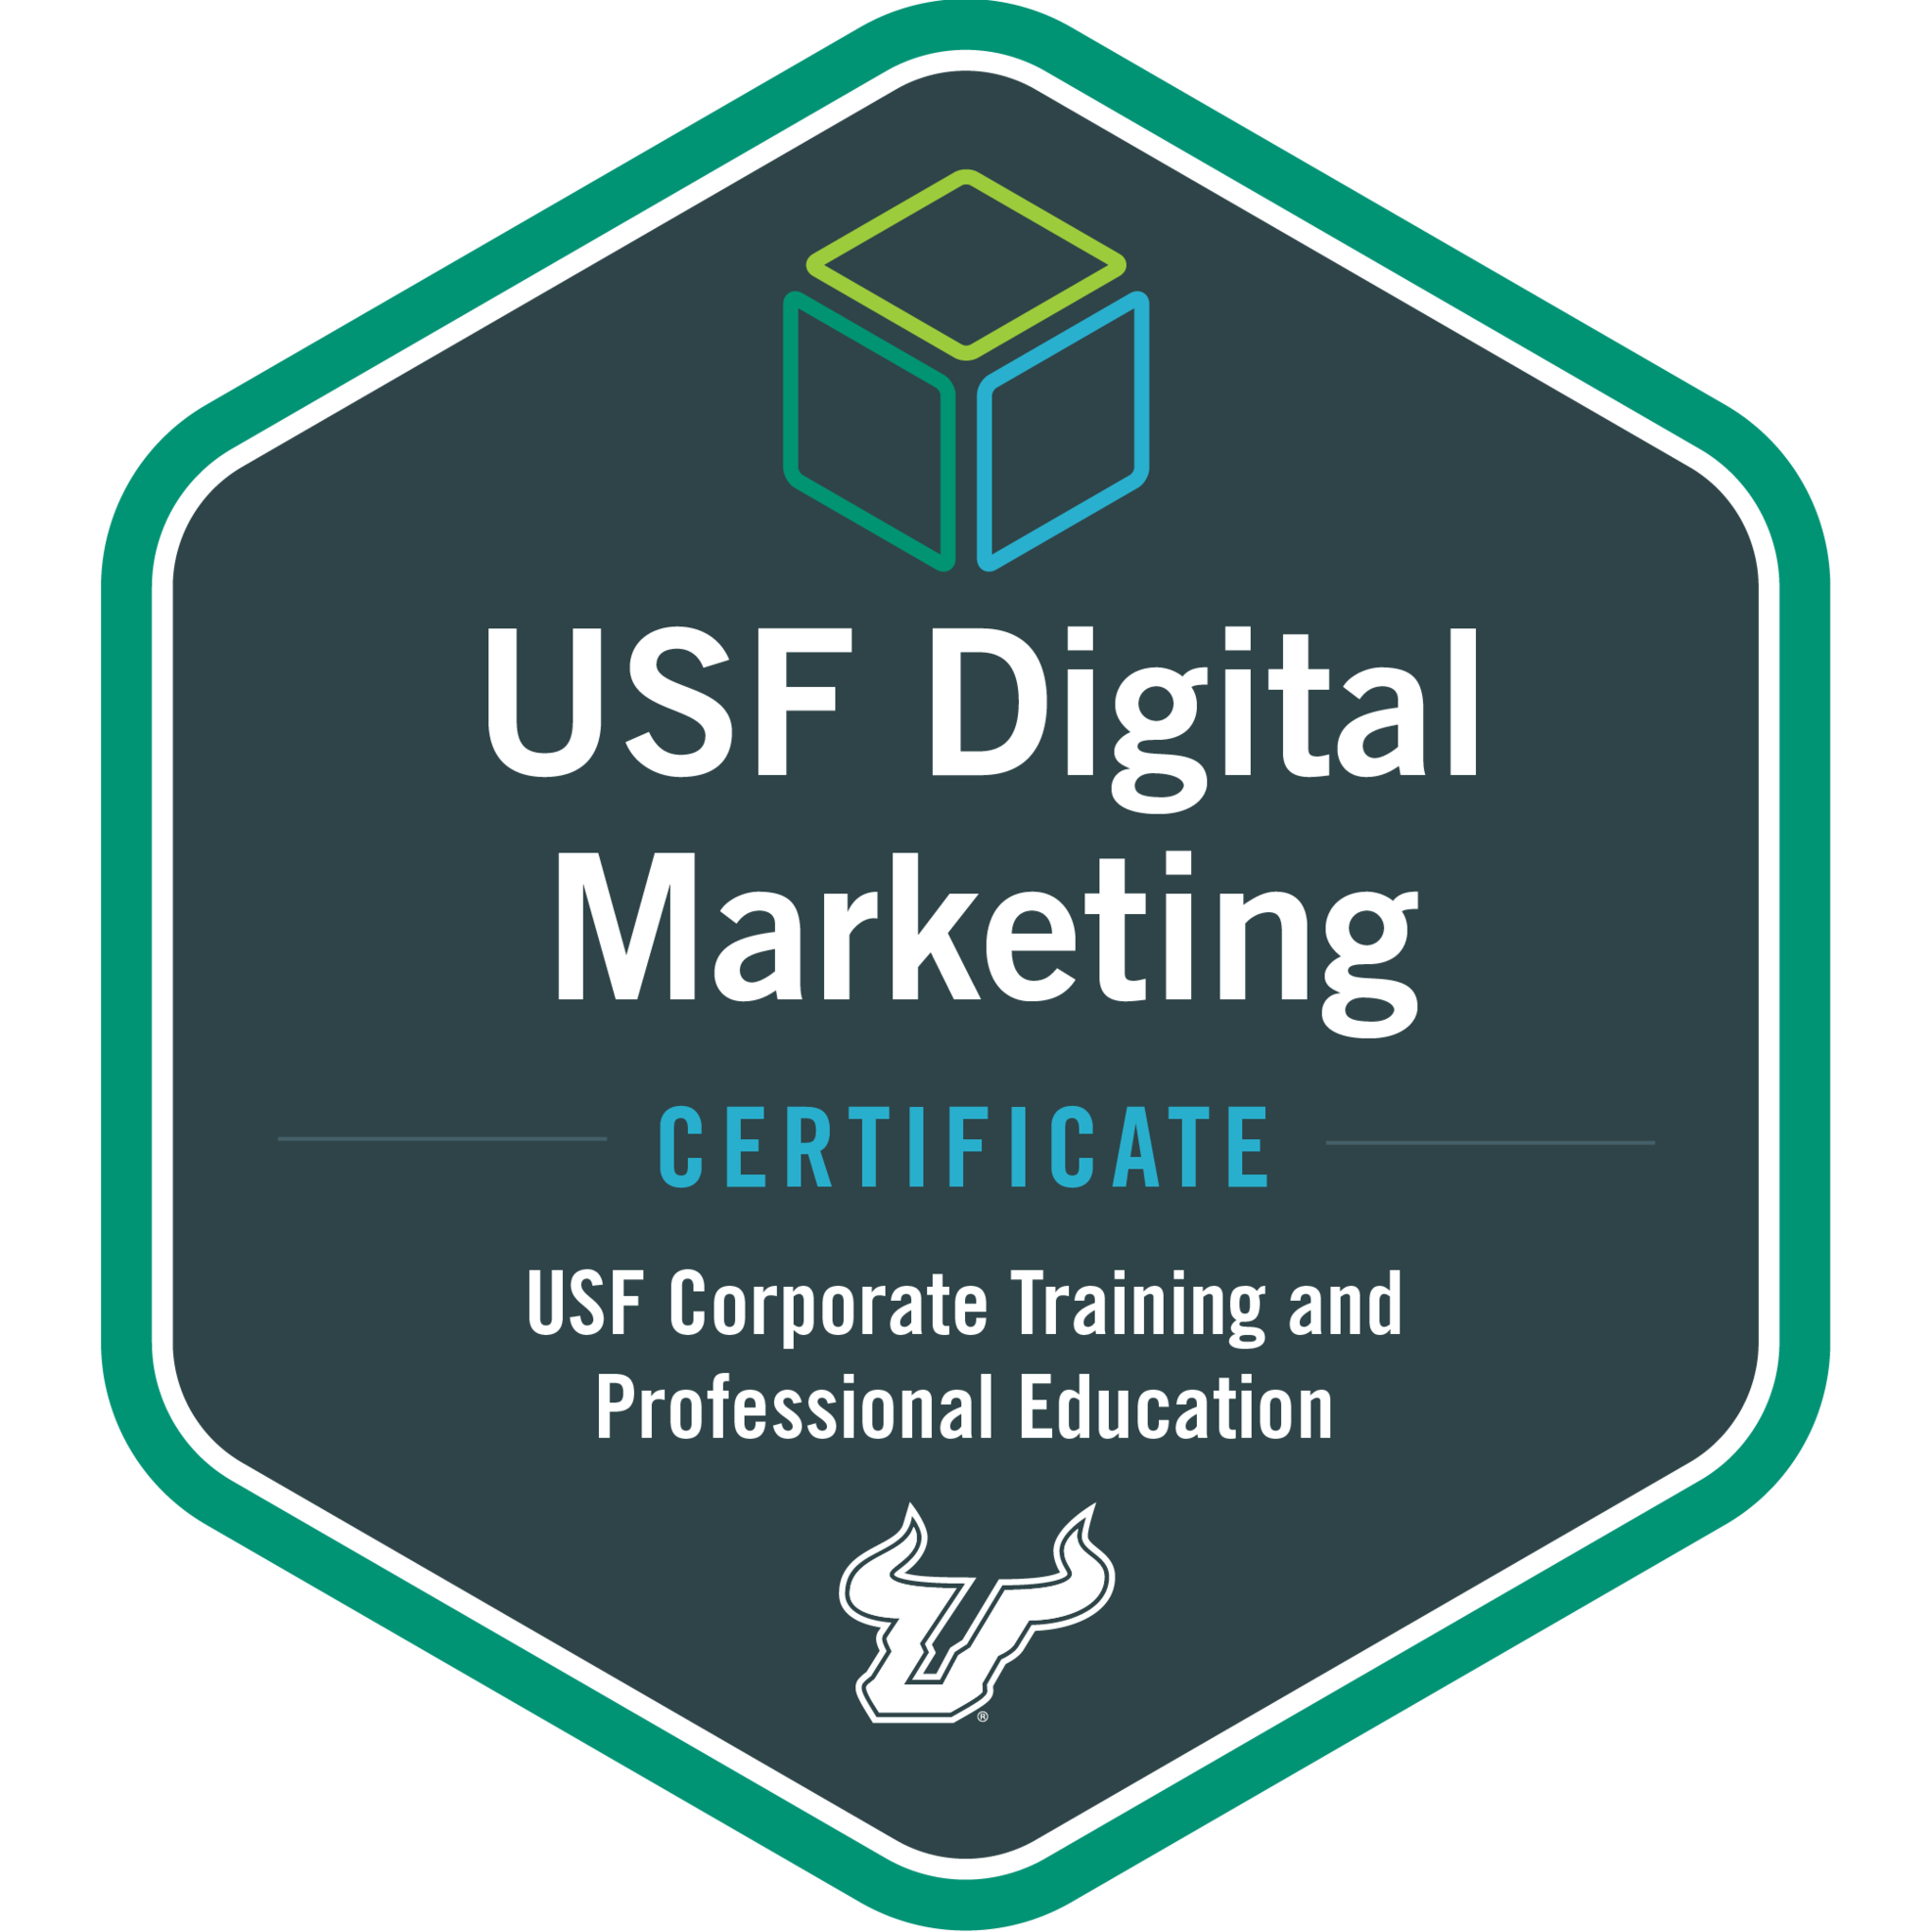 USF Digital
Marketing
CERTIFICATE
USF Corporate Training and
Professional Education
®